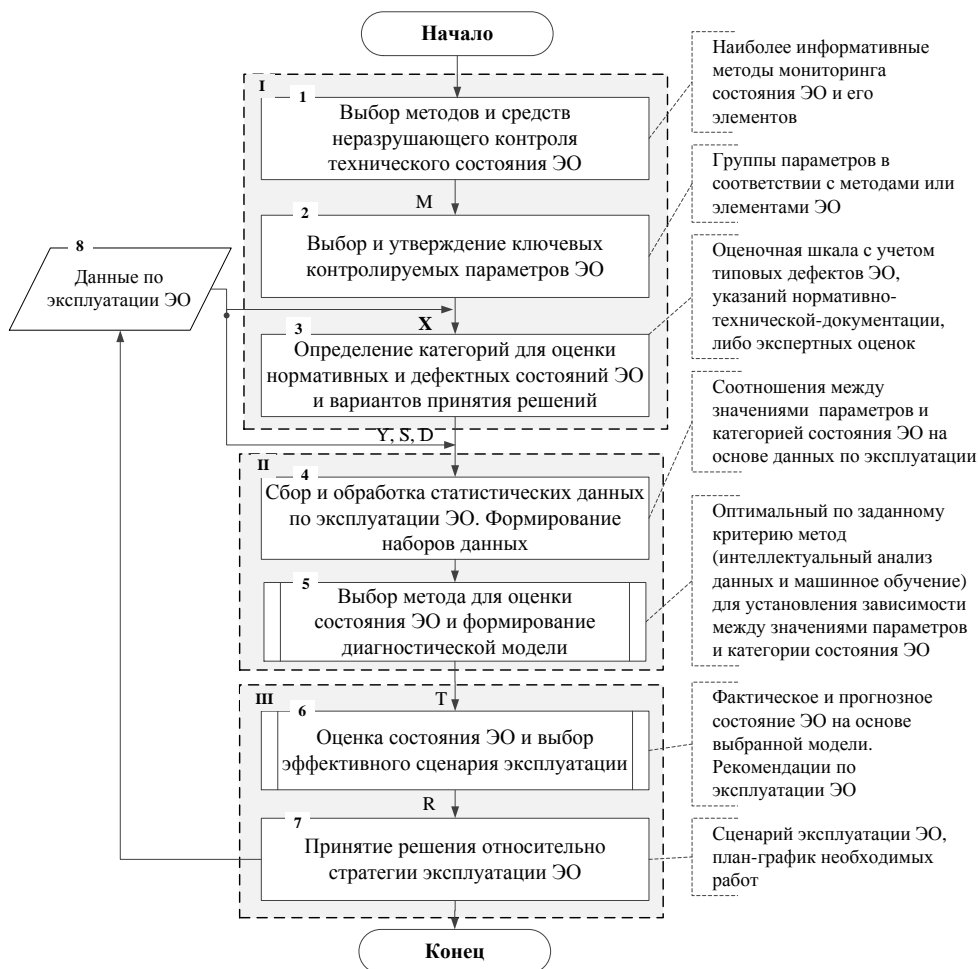 Начало
I
1
Выбор методов и средств
неразрушающего контроля
технического состояния ЭО
Наиболее информативные
методы мониторинга
состояния ЭО и его
элементов
M
2
Выбор и утверждение ключевых
контролируемых параметров ЭО
Группы параметров в
соответствии с методами или
элементами ЭО
8
Данные по
эксплуатации ЭО
X
3
Определение категорий для оценки
нормативных и дефектных состояний ЭО
и вариантов принятия решений
Оценочная шкала с учетом
типовых дефектов ЭО,
указаний нормативно-
технической-документации,
либо экспертных оценок
Y, S, D
II
4
Сбор и обработка статистических данных
по эксплуатации ЭО. Формирование
наборов данных
Соотношения между
значениями параметров и
категорией состояния ЭО на
основе данных по эксплуатации
5
Выбор метода для оценки
состояния ЭО и формирование
диагностической модели
Оптимальный по заданному
критерию метод
(интеллектуальный анализ
данных и машинное обучение)
для установления зависимости
между значениями параметров
и категории состояния ЭО
T
III
6
Оценка состояния ЭО и выбор
эффективного сценария эксплуатации
Фактическое и прогнозное
состояние ЭО на основе
выбранной модели.
Рекомендации по
эксплуатации ЭО
R
7
Принятие решения относительно
стратегии эксплуатации ЭО
Сценарий эксплуатации ЭО,
план-график необходимых
работ
Конец